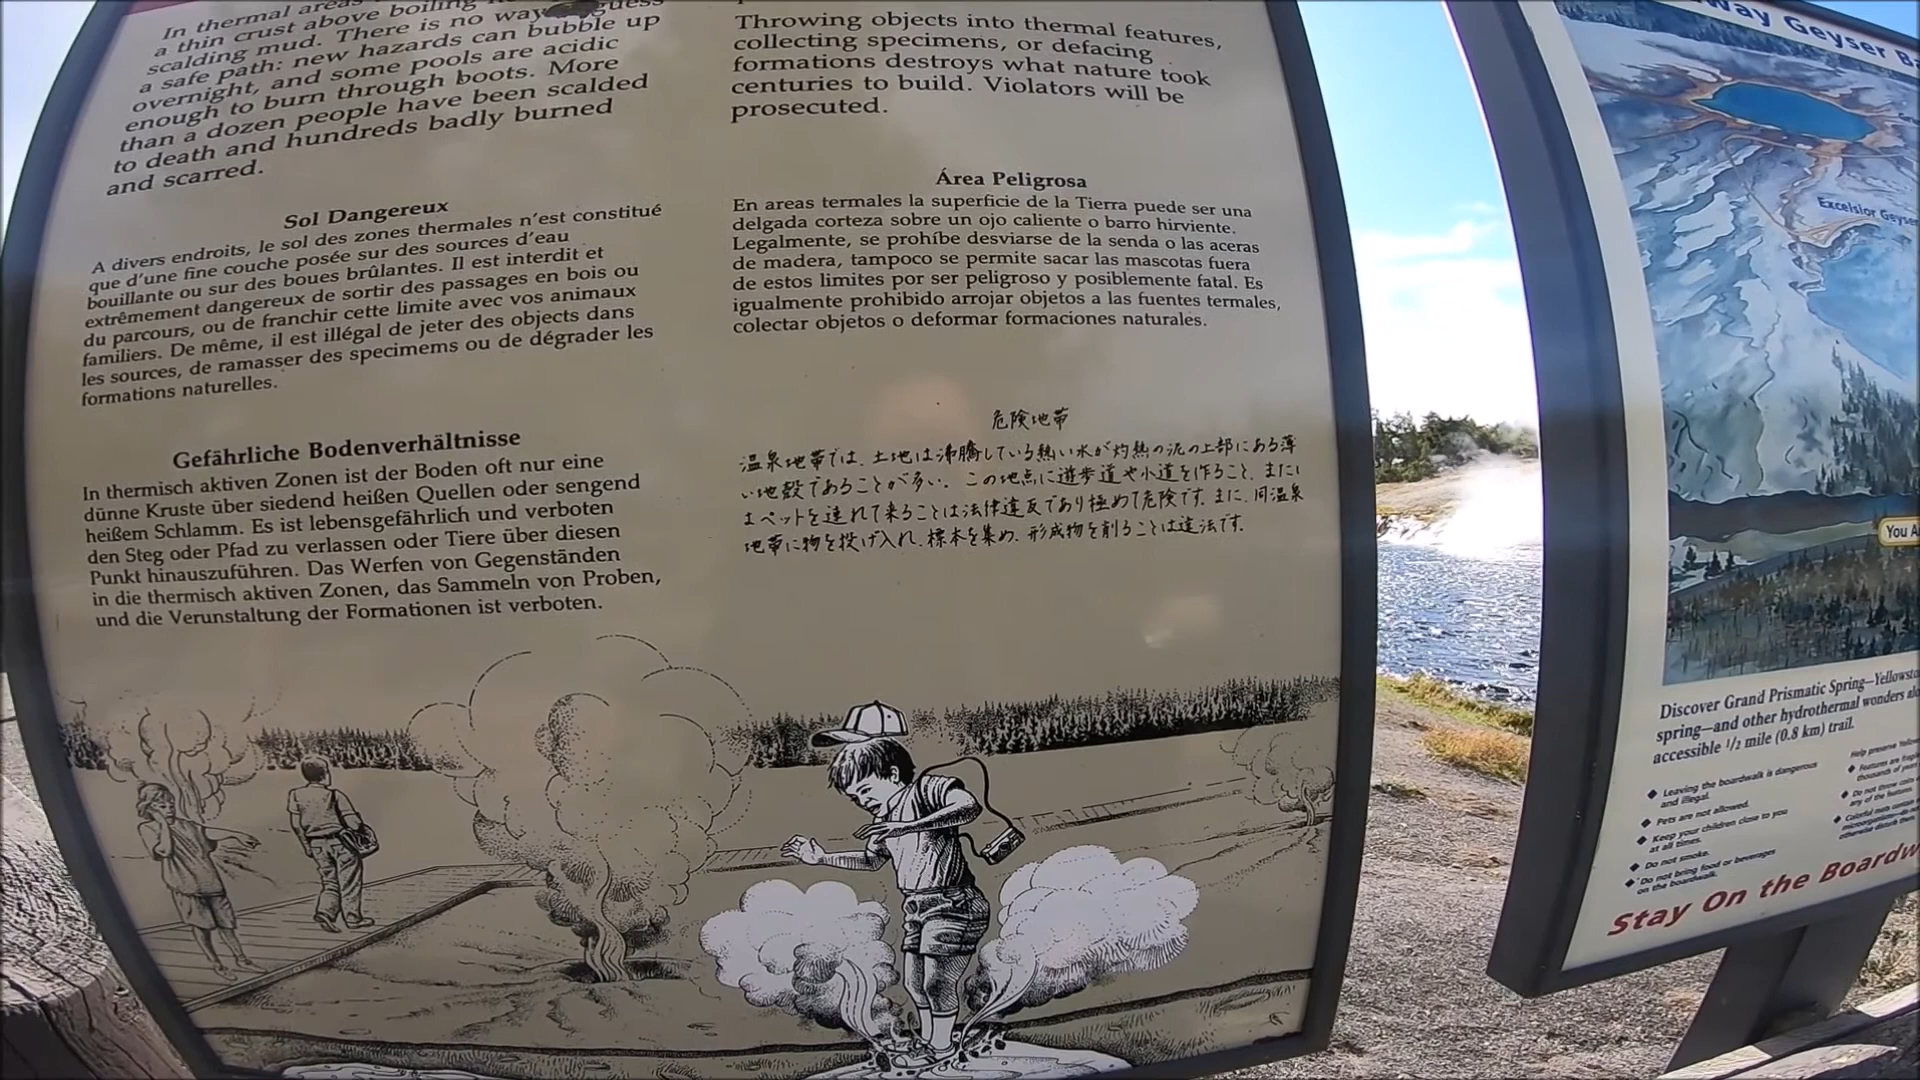 In thermal areas
a thin crust above boiling
scalding mud. There is no way guess
a safe path: new hazards can bubble up
overnight, and some pools are acidic
enough to burn through boots. More
than a dozen people have been scalded
to death and hundreds badly burned
and scarred.
Sol Dangereux
A divers endroits, le sol des zones thermales n'est constitué
que d'une fine couche posée sur des sources d'eau
bouillante ou sur des boues brûlantes. Il est interdit et
extrêmement dangereux de sortir des passages en bois ou
du parcours, ou de franchir cette limite avec vos animaux
familiers. De même, il est illégal de jeter des objects dans
les sources, de ramasser des specimems ou de dégrader les
formations naturelles.
Gefährliche Bodenverhältnisse
In thermisch aktiven Zonen ist der Boden oft nur eine
dünne Kruste über siedend heißen Quellen oder sengend
heißem Schlamm. Es ist lebensgefährlich und verboten
den Steg oder Pfad zu verlassen oder Tiere über diesen
Punkt hinauszuführen. Das Werfen von Gegenständen
in die thermisch aktiven Zonen, das Sammeln von Proben,
und die Verunstaltung der Formationen ist verboten.
Throwing objects into thermal features,
collecting specimens, or defacing
formations destroys what nature took
centuries to build. Violators will be
prosecuted.
Área Peligrosa
En areas termales la superficie de la Tierra puede ser una
delgada corteza sobre un ojo caliente o barro hirviente.
Legalmente, se prohíbe desviarse de la senda o las aceras
de madera, tampoco se permite sacar las mascotas fuera
de estos limites por ser peligroso y posiblemente fatal. Es
igualmente prohibido arrojar objetos a las fuentes termales,
colectar objetos o deformar formaciones naturales.
危険地帯
温泉地帯では、土地は沸騰している熱い水が灼熱の泥の上部にある薄
い地殻であることが多い。この地点に遊歩道や小道を作ること、また
はペットを連れて来ることは法律違反であり極めて危険です。また、同温泉
地帯に物を投げ入れ、標本を集め、形成物を削ることは違法です。
way Geyser Ba
Excelsior Geyser
You A
Discover Grand Prismatic Spring—Yellowsto
spring—and other hydrothermal wonders alo
accessible 1/2 mile (0.8 km) trail.
Leaving the boardwalk is dangerous
and illegal.
Pets are not allowed.
Keep your children close to you
at all times.
Do not smoke.
Do not bring food or beverages
on the boardwalk.
Help preserve Yellow
Features are fragi
thousands of years
Do not throw coins
any of the features.
Stay On the Boardw